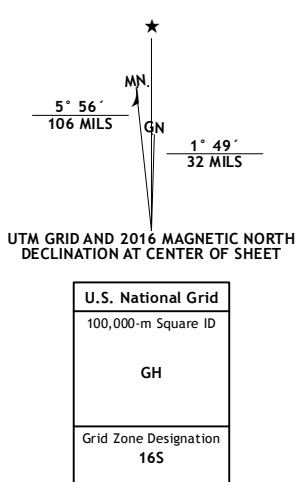 MN.
GN
5° 56´
106 MILS
1° 49´
32 MILS
UTM GRID AND 2016 MAGNETIC NORTH
DECLINATION AT CENTER OF SHEET
U.S. National Grid
100,000-m Square ID
GH
Grid Zone Designation
16S